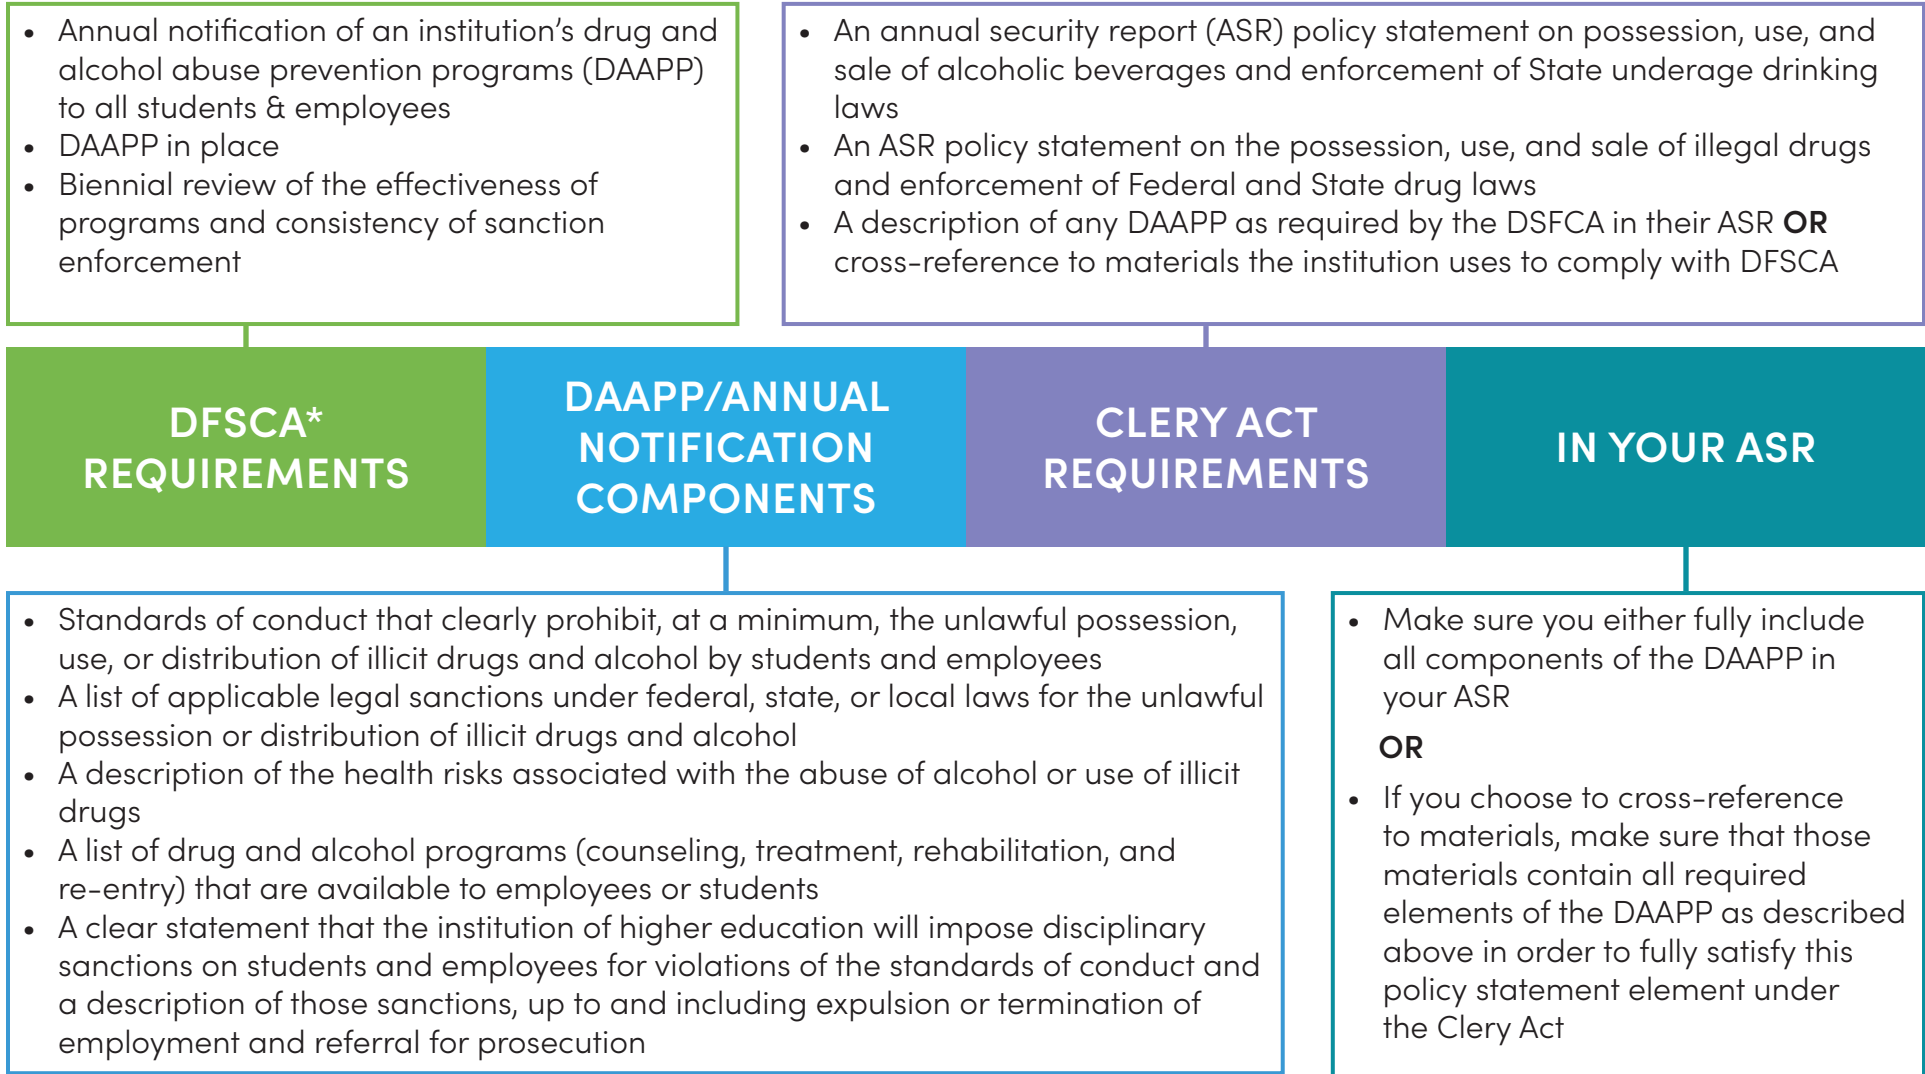 • Annual notification of an institution’s drug and
alcohol abuse prevention programs (DAAPP)
to all students & employees
• DAAPP in place
• Biennial review of the effectiveness of
programs and consistency of sanction
enforcement
• An annual security report (ASR) policy statement on possession, use, and
sale of alcoholic beverages and enforcement of State underage drinking
laws
• An ASR policy statement on the possession, use, and sale of illegal drugs
and enforcement of Federal and State drug laws
• A description of any DAAPP as required by the DSFCA in their ASR OR
cross-reference to materials the institution uses to comply with DFSCA
DFSCA*
REQUIREMENTS
DAAPP/ANNUAL
NOTIFICATION
COMPONENTS
CLERY ACT
REQUIREMENTS
IN YOUR ASR
• Standards of conduct that clearly prohibit, at a minimum, the unlawful possession,
use, or distribution of illicit drugs and alcohol by students and employees
• A list of applicable legal sanctions under federal, state, or local laws for the unlawful
possession or distribution of illicit drugs and alcohol
• A description of the health risks associated with the abuse of alcohol or use of illicit
drugs
• A list of drug and alcohol programs (counseling, treatment, rehabilitation, and
re-entry) that are available to employees or students
• A clear statement that the institution of higher education will impose disciplinary
sanctions on students and employees for violations of the standards of conduct and
a description of those sanctions, up to and including expulsion or termination of
employment and referral for prosecution
• Make sure you either fully include
all components of the DAAPP in
your ASR
OR
• If you choose to cross-reference
to materials, make sure that those
materials contain all required
elements of the DAAPP as described
above in order to fully satisfy this
policy statement element under
the Clery Act